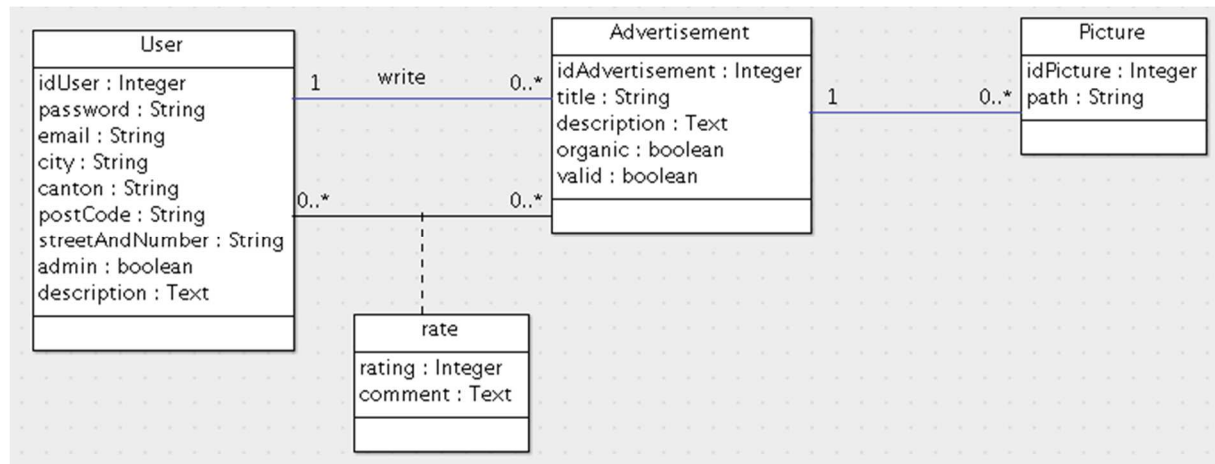 User
idUser : Integer
password : String
email : String
city : String
canton : String
postCode : String
streetAndNumber : String
admin : boolean
description : Text
1 write 0..*
0..* 0..*
Advertisement
idAdvertisement : Integer
title : String
description : Text
organic : boolean
valid : boolean
1 0..*
Picture
idPicture : Integer
path : String
rate
rating : Integer
comment : Text